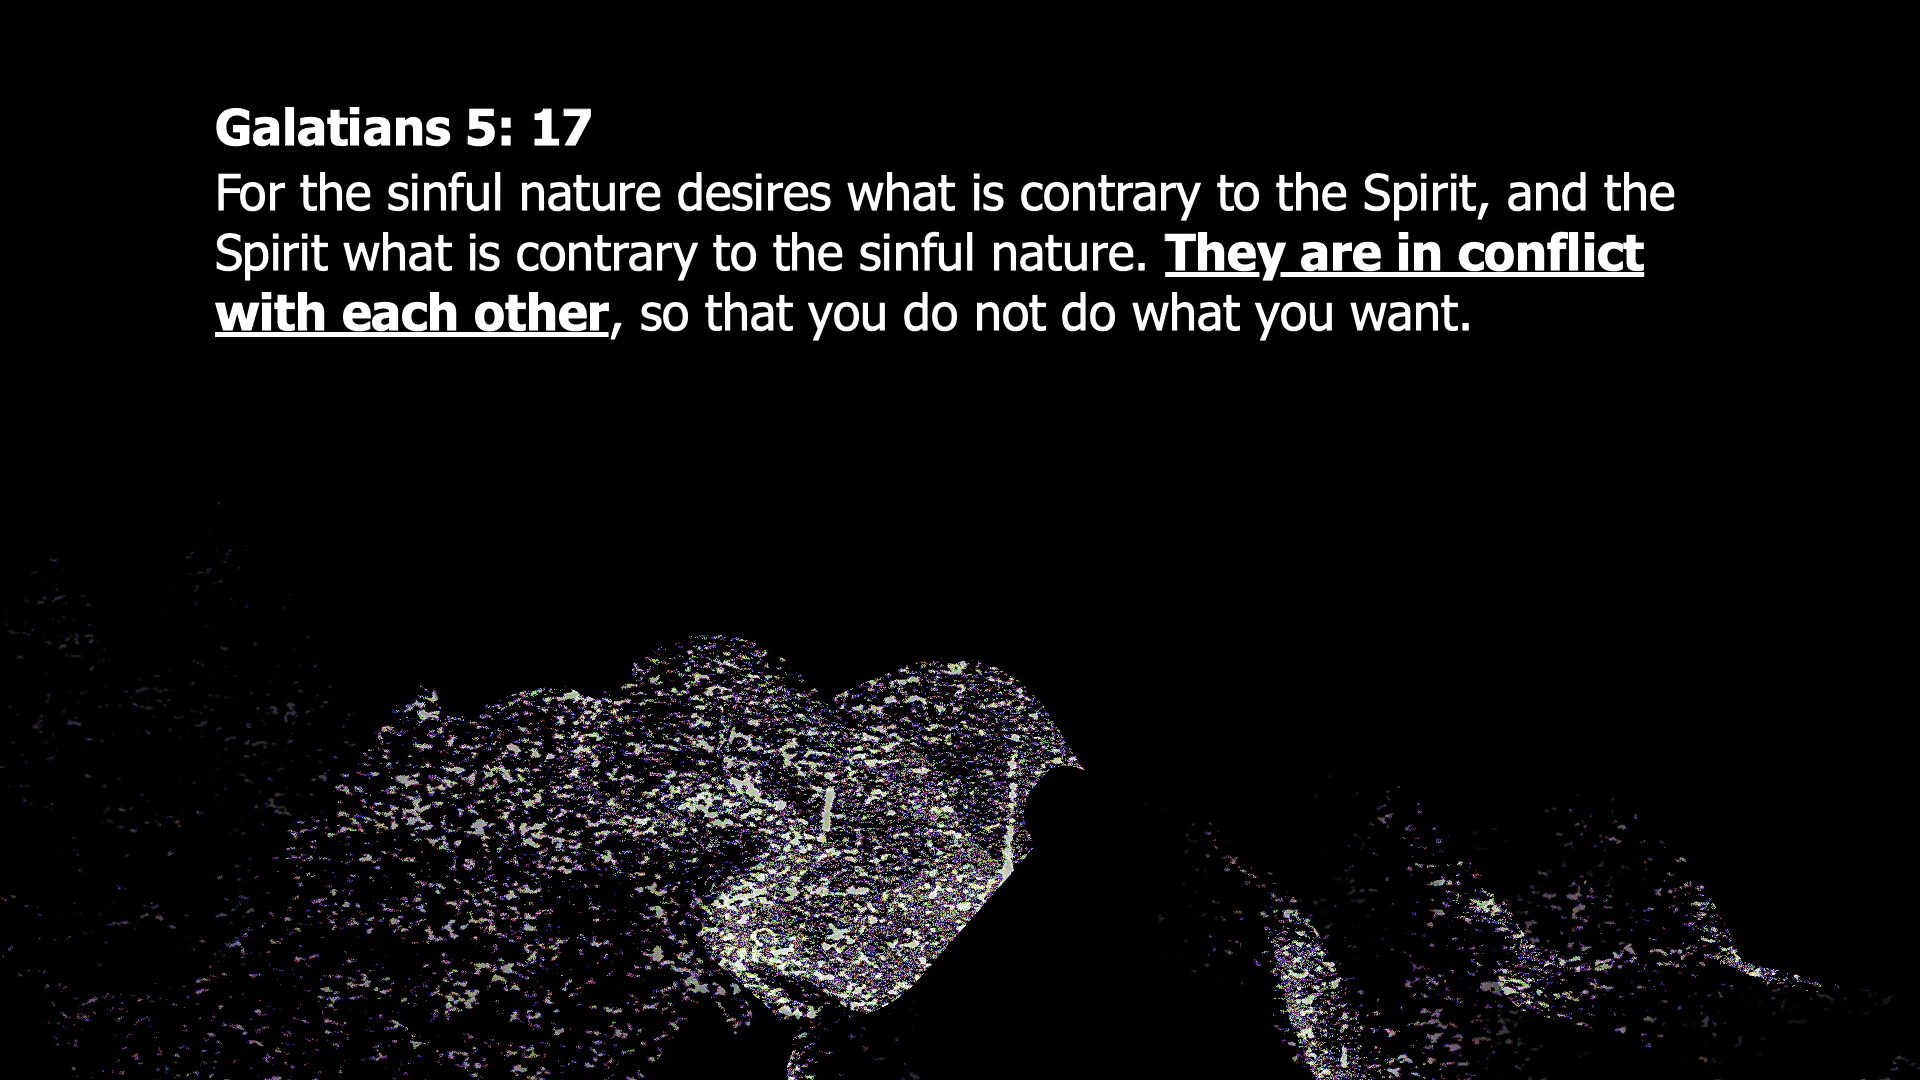 Galatians 5: 17
For the sinful nature desires what is contrary to the Spirit, and the
Spirit what is contrary to the sinful nature. They are in conflict
with each other, so that you do not do what you want.